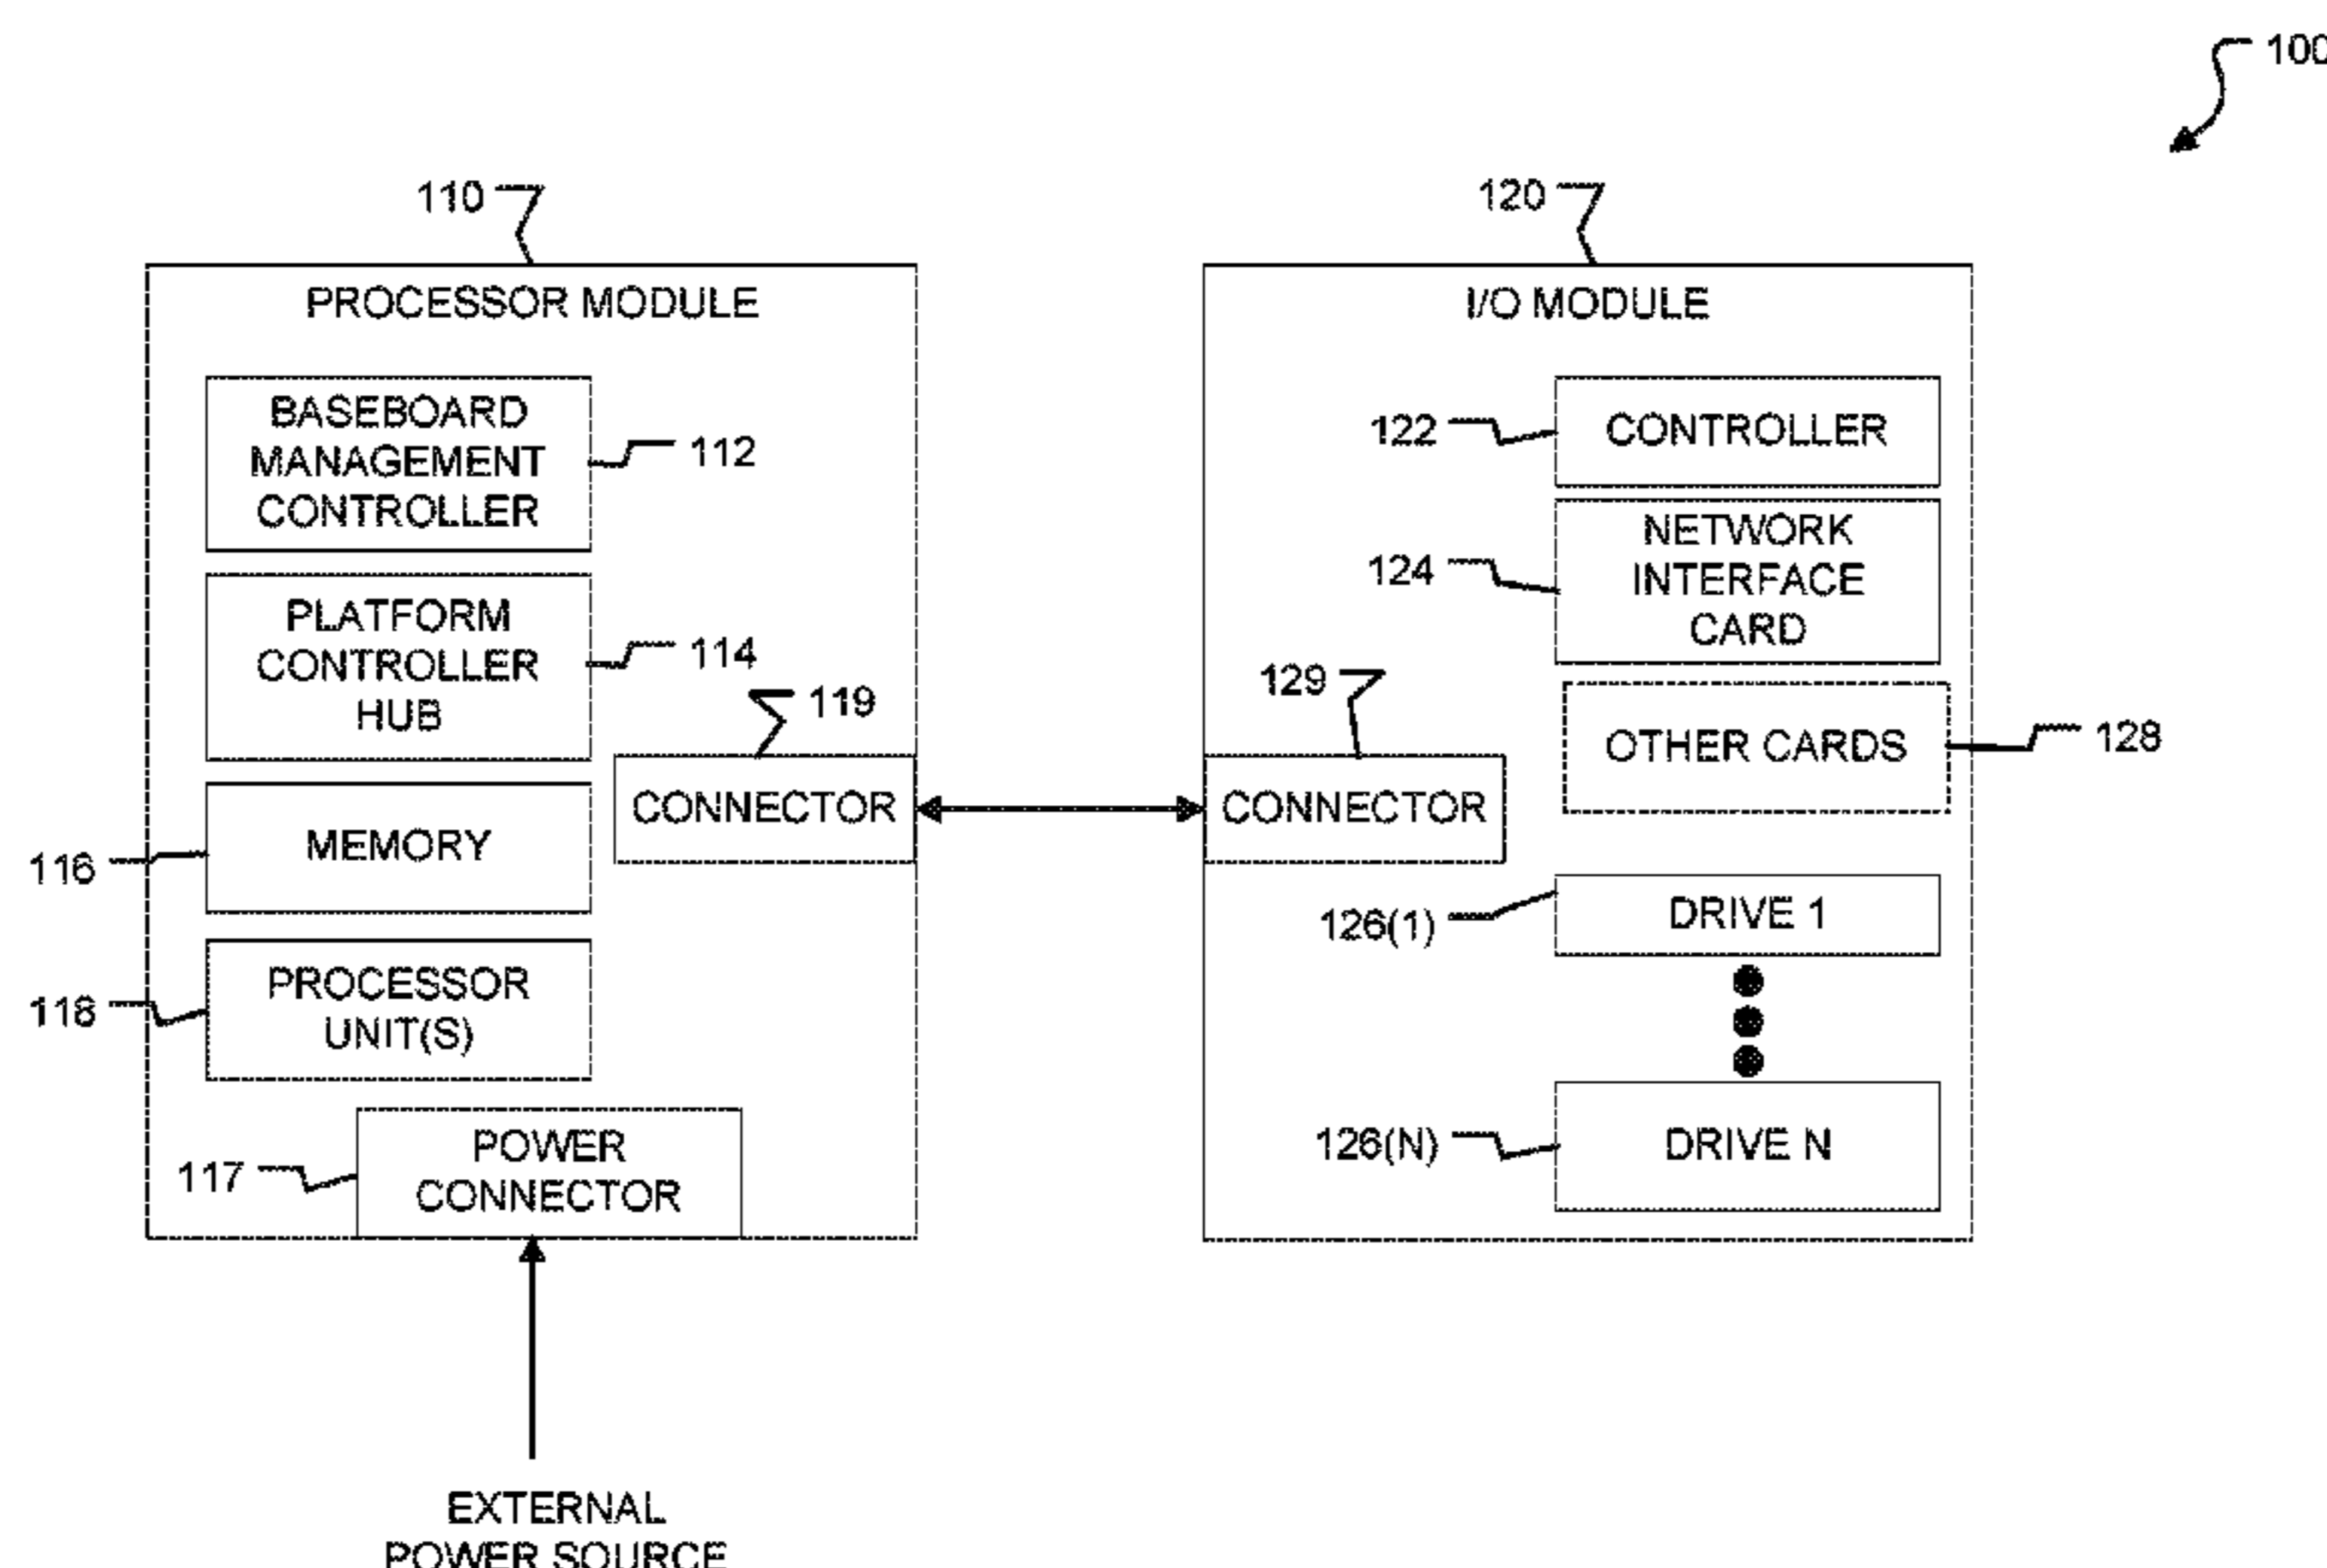 100
110
120
PROCESSOR MODULE
I/O MODULE
BASEBOARD
MANAGEMENT
CONTROLLER
112
PLATFORM
CONTROLLER
HUB
114
119
CONNECTOR
MEMORY
116
PROCESSOR
UNIT(S)
118
POWER
CONNECTOR
117
EXTERNAL
POWER SOURCE
122
CONTROLLER
124
NETWORK
INTERFACE
CARD
129
CONNECTOR
OTHER CARDS
128
126(1)
DRIVE 1
126(N)
DRIVE N